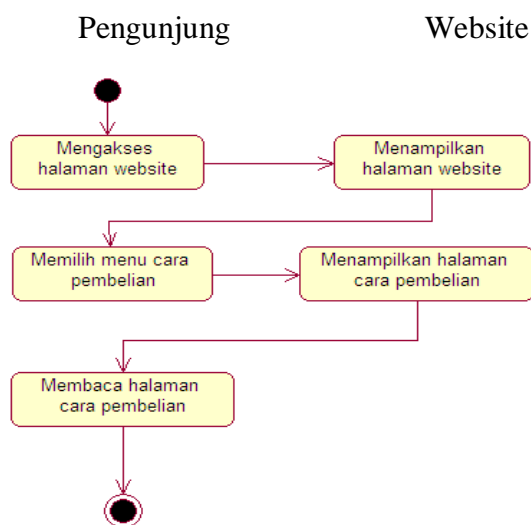 Pengunjung
Website
Mengakses
halaman website
Menampilkan
halaman website
Memilih menu cara
pembelian
Menampilkan halaman
cara pembelian
Membaca halaman
cara pembelian